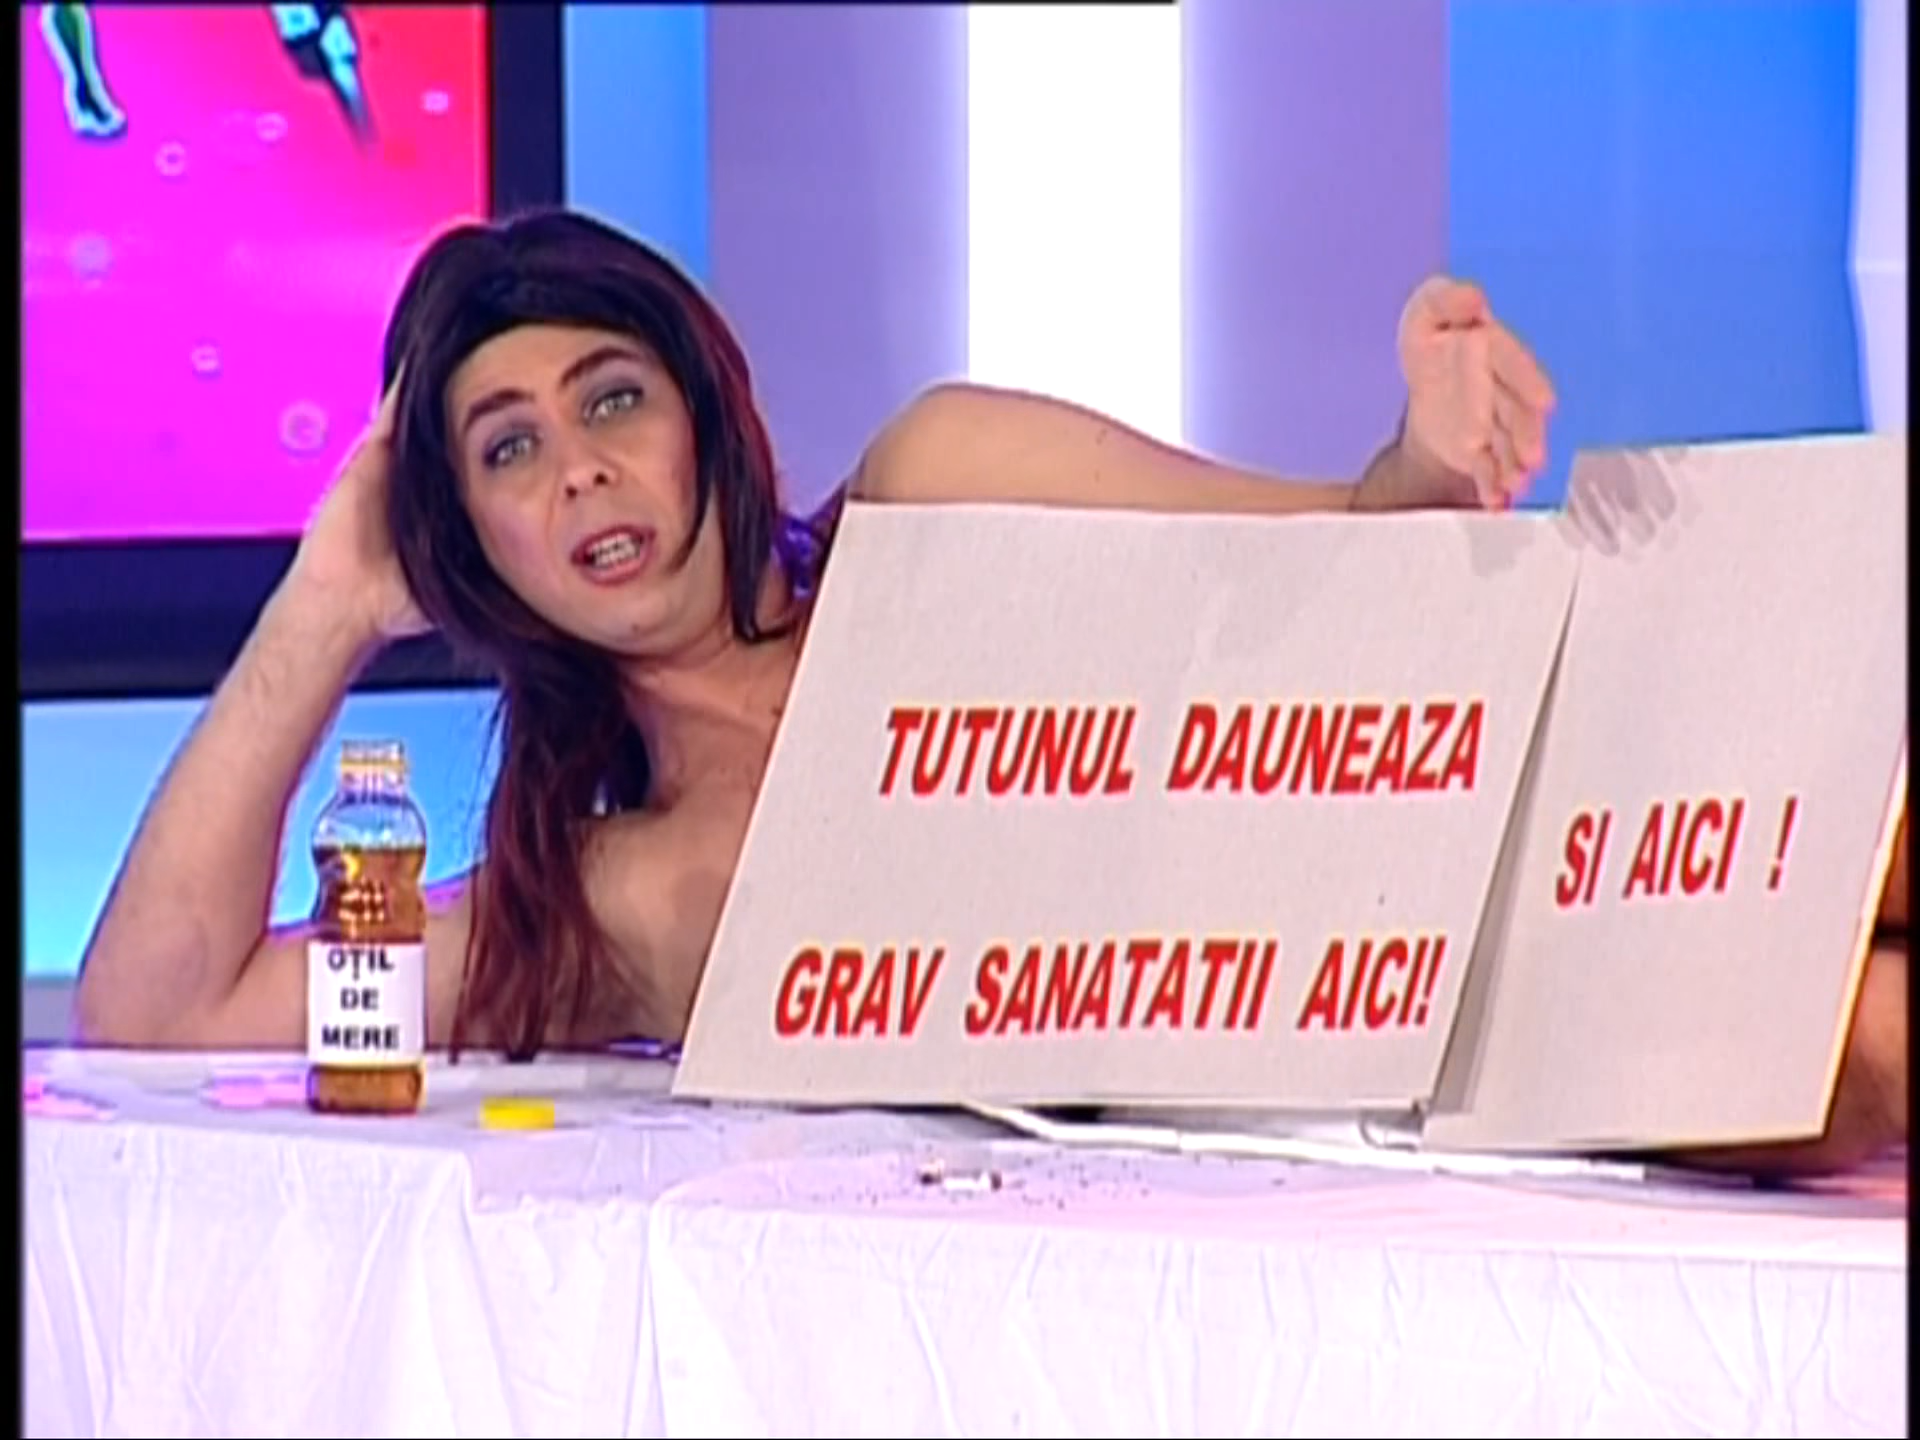 TUTUNUL DAUNEAZA
GRAV SANATATII AICI!
SI AICI !
OȚIL
DE
MERE